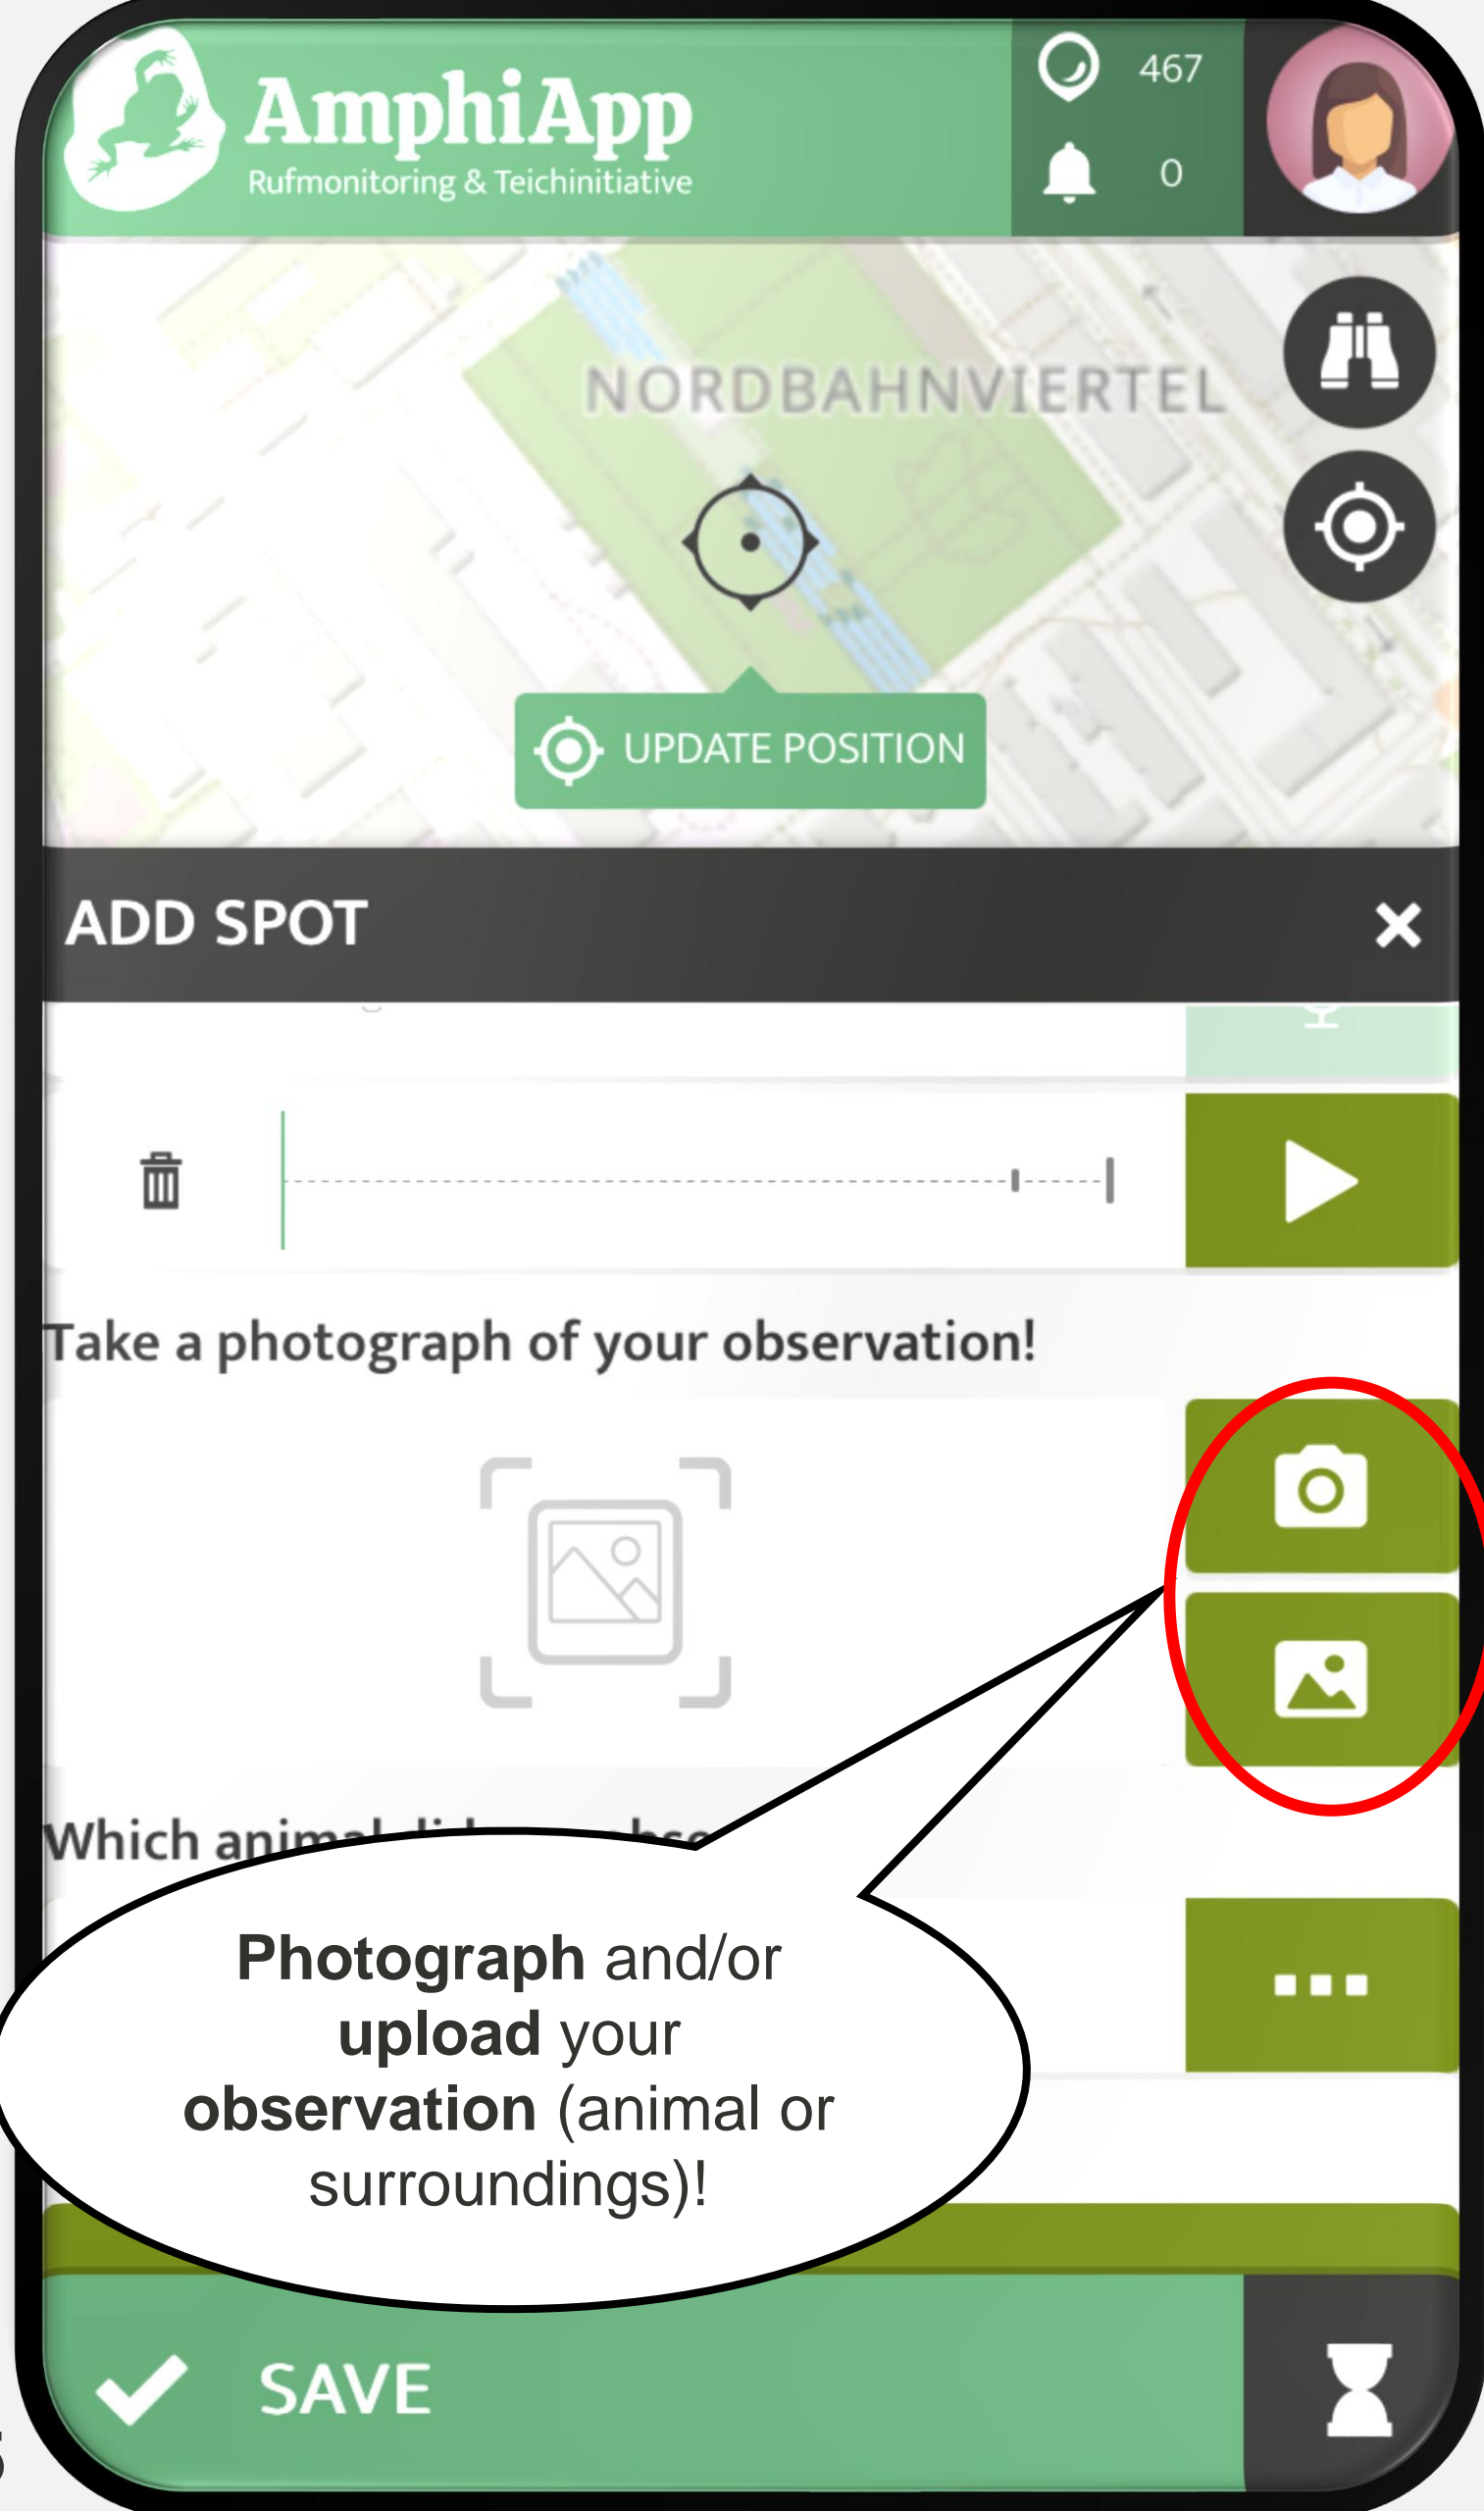 AmphiApp
Rufmonitoring & Teichinitiative
467
0
NORDBAHNVIERTEL
UPDATE POSITION
ADD SPOT
Take a photograph of your observation!
Which
Photograph and/or
upload your
observation (animal or
surroundings)!
SAVE